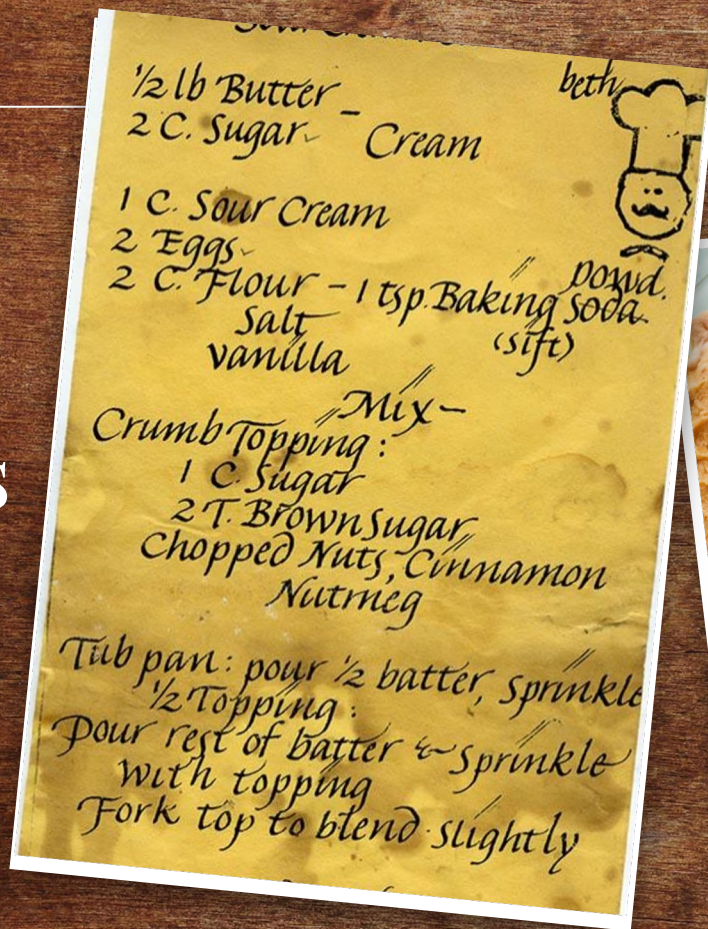 Sour Cream
beth
½ lb Butter –
2 C. Sugar Cream
1 C. Sour Cream
2 Eggs
2 C. Flour – 1 tsp. Baking powd. soda
Salt (sift)
vanilla
Mix –
Crumb Topping:
1 C. Sugar
2 T. Brown Sugar
Chopped Nuts, Cinnamon
Nutmeg
Tub pan: pour ½ batter, Sprinkle
½ Topping:
Pour rest of batter & Sprinkle
with topping
Fork top to blend slightly
S